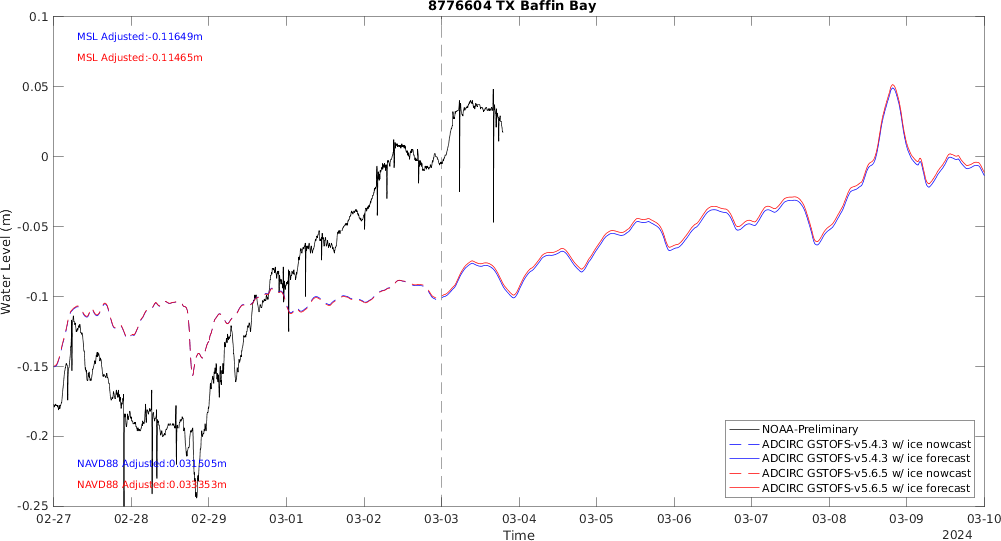 8776604 TX Baffin Bay
MSL Adjusted:-0.11649m
MSL Adjusted:-0.11465m
NAVD88 Adjusted:0.031505m
NAVD88 Adjusted:0.033353m
Water Level (m)
0.1
0.05
0
-0.05
-0.1
-0.15
-0.2
-0.25
NOAA-Preliminary
ADCIRC GSTOFS-v5.4.3 w/ ice nowcast
ADCIRC GSTOFS-v5.4.3 w/ ice forecast
ADCIRC GSTOFS-v5.6.5 w/ ice nowcast
ADCIRC GSTOFS-v5.6.5 w/ ice forecast
02-27 02-28 02-29 03-01 03-02 03-03 03-04 03-05 03-06 03-07 03-08 03-09 03-10
Time
2024